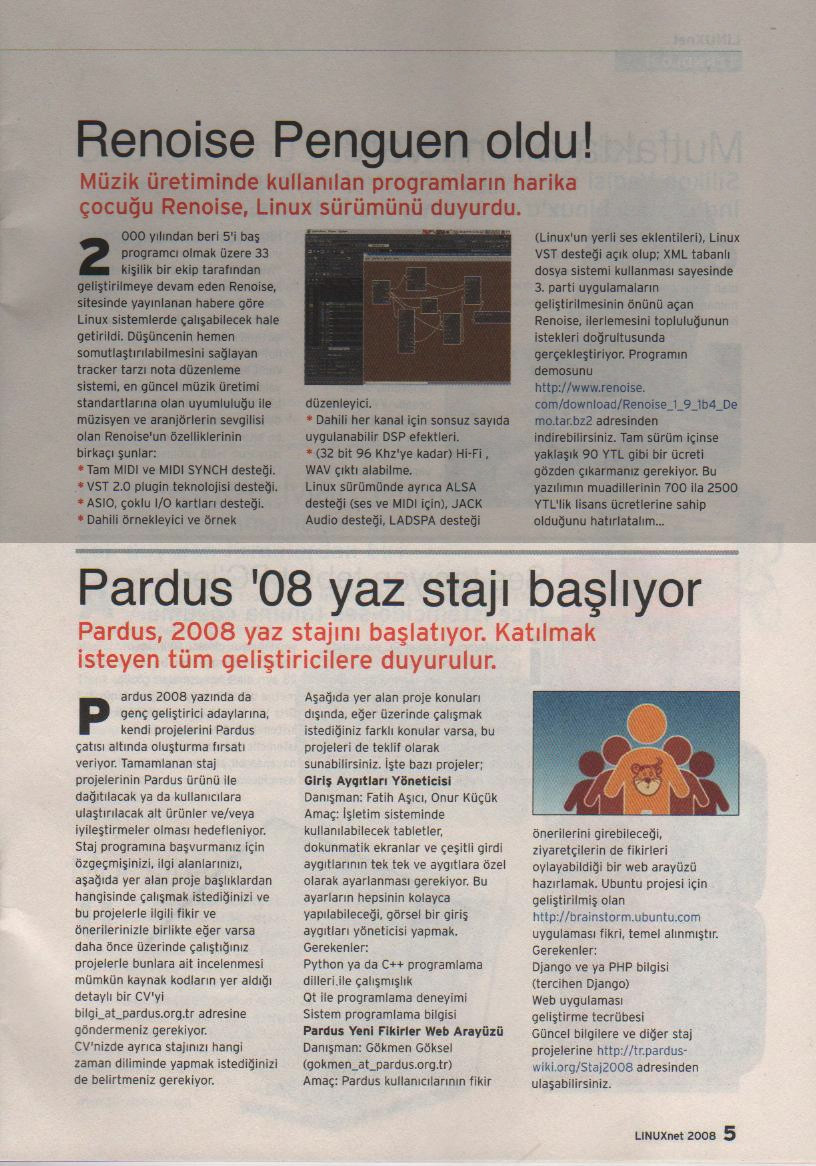 Renoise Penguen oldu!
Müzik üretiminde kullanılan programların harika
çocuğu Renoise, Linux sürümünü duyurdu.
2000 yılından beri 5'i baş
programcı olmak üzere 33
kişilik bir ekip tarafından
geliştirilmeye devam eden Renoise,
sitesinde yayınlanan habere göre
Linux sistemlerde çalışabilecek hale
getirildi. Düşüncenin hemen
somutlaştırılabilmesini sağlayan
tracker tarzı nota düzenleme
sistemi, en güncel müzik üretimi
standartlarına olan uyumluluğu ile
müzisyen ve aranjörlerin sevgilisi
olan Renoise'un özelliklerinin
birkaçı şunlar:
* Tam MIDI ve MIDI SYNCH desteği.
* VST 2.0 plugin teknolojisi desteği.
* ASIO, çoklu I/O kartları desteği.
* Dahili örnekleyici ve örnek
düzenleyici.
* Dahili her kanal için sonsuz sayıda
uygulanabilir DSP efektleri.
* (32 bit 96 Khz'ye kadar) Hi-Fi ,
WAV çıktı alabilme.
Linux sürümünde ayrıca ALSA
desteği (ses ve MIDI için), JACK
Audio desteği, LADSPA desteği
(Linux'un yerli ses eklentileri), Linux
VST desteği açık olup; XML tabanlı
dosya sistemi kullanması sayesinde
3. parti uygulamaların
geliştirilmesinin önünü açan
Renoise, ilerlemesini topluluğunun
istekleri doğrultusunda
gerçekleştiriyor. Programın
demosunu
http://www.renoise.
com/download/Renoise_1_9_1b4_De
mo.tar.bz2 adresinden
indirebilirsiniz. Tam sürüm içinse
yaklaşık 90 YTL gibi bir ücreti
gözden çıkarmanız gerekiyor. Bu
yazılımın muadillerinin 700 ila 2500
YTL'lik lisans ücretlerine sahip
olduğunu hatırlatalım...
Pardus '08 yaz stajı başlıyor
Pardus, 2008 yaz stajını başlatıyor. Katılmak
isteyen tüm geliştiricilere duyurulur.
Pardus 2008 yazında da
genç geliştirici adaylarına,
kendi projelerini Pardus
çatısı altında oluşturma fırsatı
veriyor. Tamamlanan staj
projelerinin Pardus ürünü ile
dağıtılacak ya da kullanıcılara
ulaştırılacak alt ürünler ve/veya
iyileştirmeler olması hedefleniyor.
Staj programına başvurmanız için
özgeçmişinizi, ilgi alanlarınızı,
aşağıda yer alan proje başlıklardan
hangisinde çalışmak istediğinizi ve
bu projelerle ilgili fikir ve
önerilerinizle birlikte eğer varsa
daha önce üzerinde çalıştığınız
projelerle bunlara ait incelenmesi
mümkün kaynak kodların yer aldığı
detaylı bir CV'yi
bilgi_at_pardus.org.tr adresine
göndermeniz gerekiyor.
CV'nizde ayrıca stajınızı hangi
zaman diliminde yapmak istediğinizi
de belirtmeniz gerekiyor.
Aşağıda yer alan proje konuları
dışında, eğer üzerinde çalışmak
istediğiniz farklı konular varsa, bu
projeleri de teklif olarak
sunabilirsiniz. İşte bazı projeler;
Giriş Aygıtları Yöneticisi
Danışman: Fatih Aşıcı, Onur Küçük
Amaç: İşletim sisteminde
kullanılabilecek tabletler,
dokunmatik ekranlar ve çeşitli girdi
aygıtlarının tek tek ve aygıtlara özel
olarak ayarlanması gerekiyor. Bu
ayarların hepsinin kolayca
yapılabileceği, görsel bir giriş
aygıtları yöneticisi yapmak.
Gerekenler:
Python ya da C++ programlama
dilleri.ile çalışmışlık
Qt ile programlama deneyimi
Sistem programlama bilgisi
Pardus Yeni Fikirler Web Arayüzü
Danışman: Gökmen Göksel
(gokmen_at_pardus.org.tr)
Amaç: Pardus kullanıcılarının fikir
önerilerini girebileceği,
ziyaretçilerin de fikirleri
oylayabildiği bir web arayüzü
hazırlamak. Ubuntu projesi için
geliştirilmiş olan
http://brainstorm.ubuntu.com
uygulaması fikri, temel alınmıştır.
Gerekenler:
Django ve ya PHP bilgisi
(tercihen Django)
Web uygulaması
geliştirme tecrübesi
Güncel bilgilere ve diğer staj
projelerine http://tr.pardus-
wiki.org/Staj2008 adresinden
ulaşabilirsiniz.
LINUXnet 2008 5